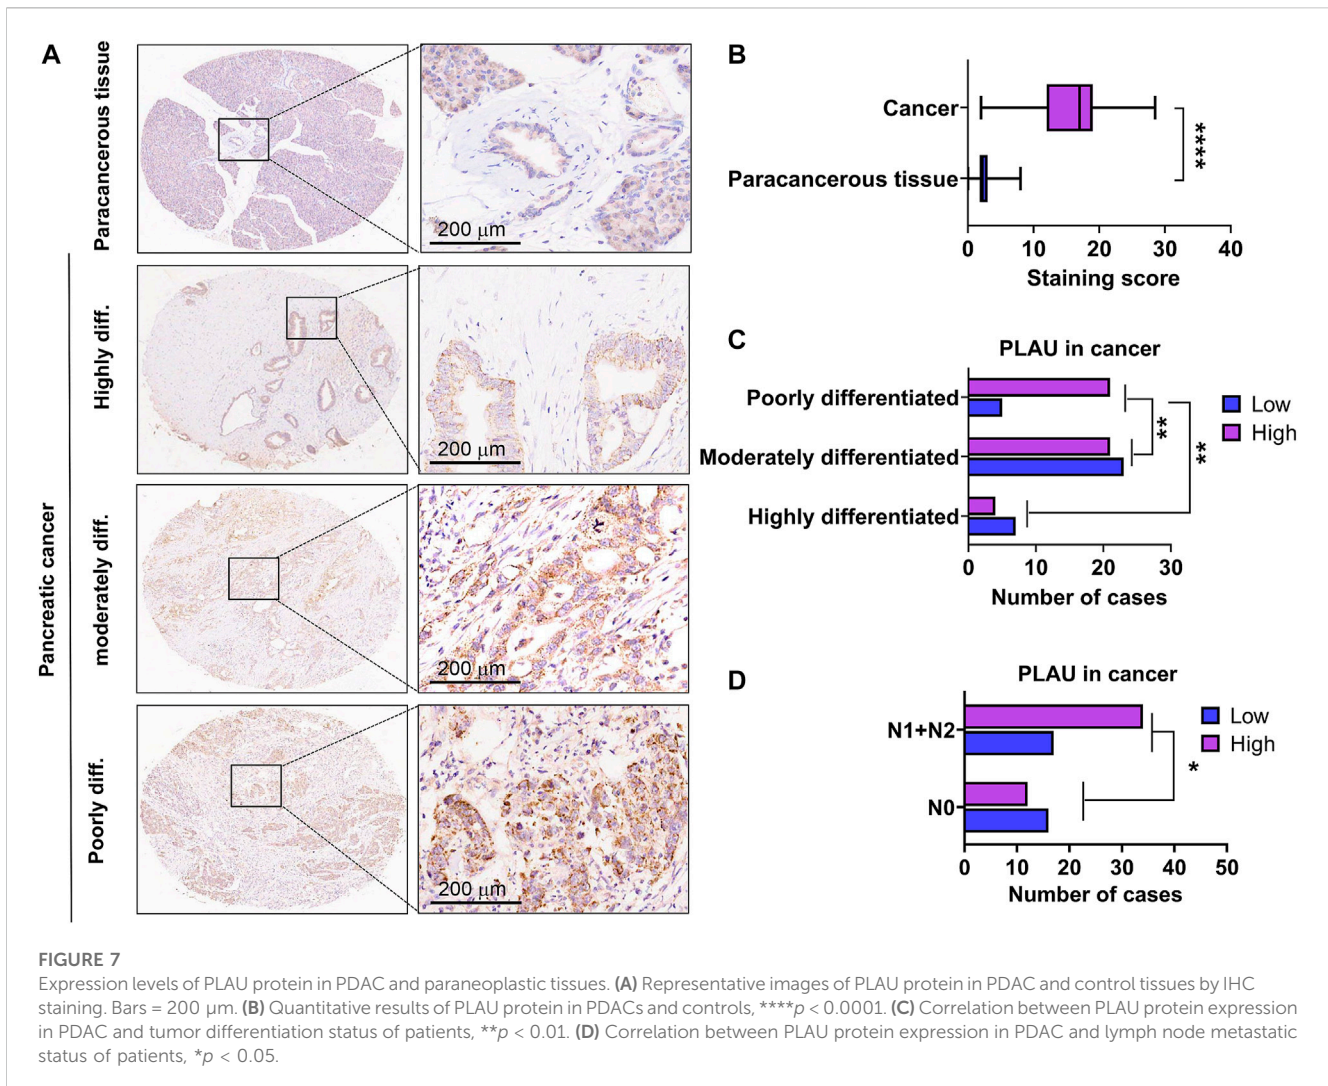 A
Paracancerous tissue
200 μm
Pancreatic cancer
Highly diff.
200 μm
moderately diff.
200 μm
Poorly diff.
200 μm
B
Cancer
Paracancerous tissue
****
0 10 20 30 40
Staining score
C
PLAU in cancer
Poorly differentiated
Moderately differentiated
Highly differentiated
**
**
Low
High
0 10 20 30
Number of cases
D
PLAU in cancer
N1+N2
N0
*
Low
High
0 10 20 30 40 50
Number of cases
FIGURE 7
Expression levels of PLAU protein in PDAC and paraneoplastic tissues. (A) Representative images of PLAU protein in PDAC and control tissues by IHC
staining. Bars = 200 μm. (B) Quantitative results of PLAU protein in PDACs and controls, ****p < 0.0001. (C) Correlation between PLAU protein expression
in PDAC and tumor differentiation status of patients, **p < 0.01. (D) Correlation between PLAU protein expression in PDAC and lymph node metastatic
status of patients, *p < 0.05.